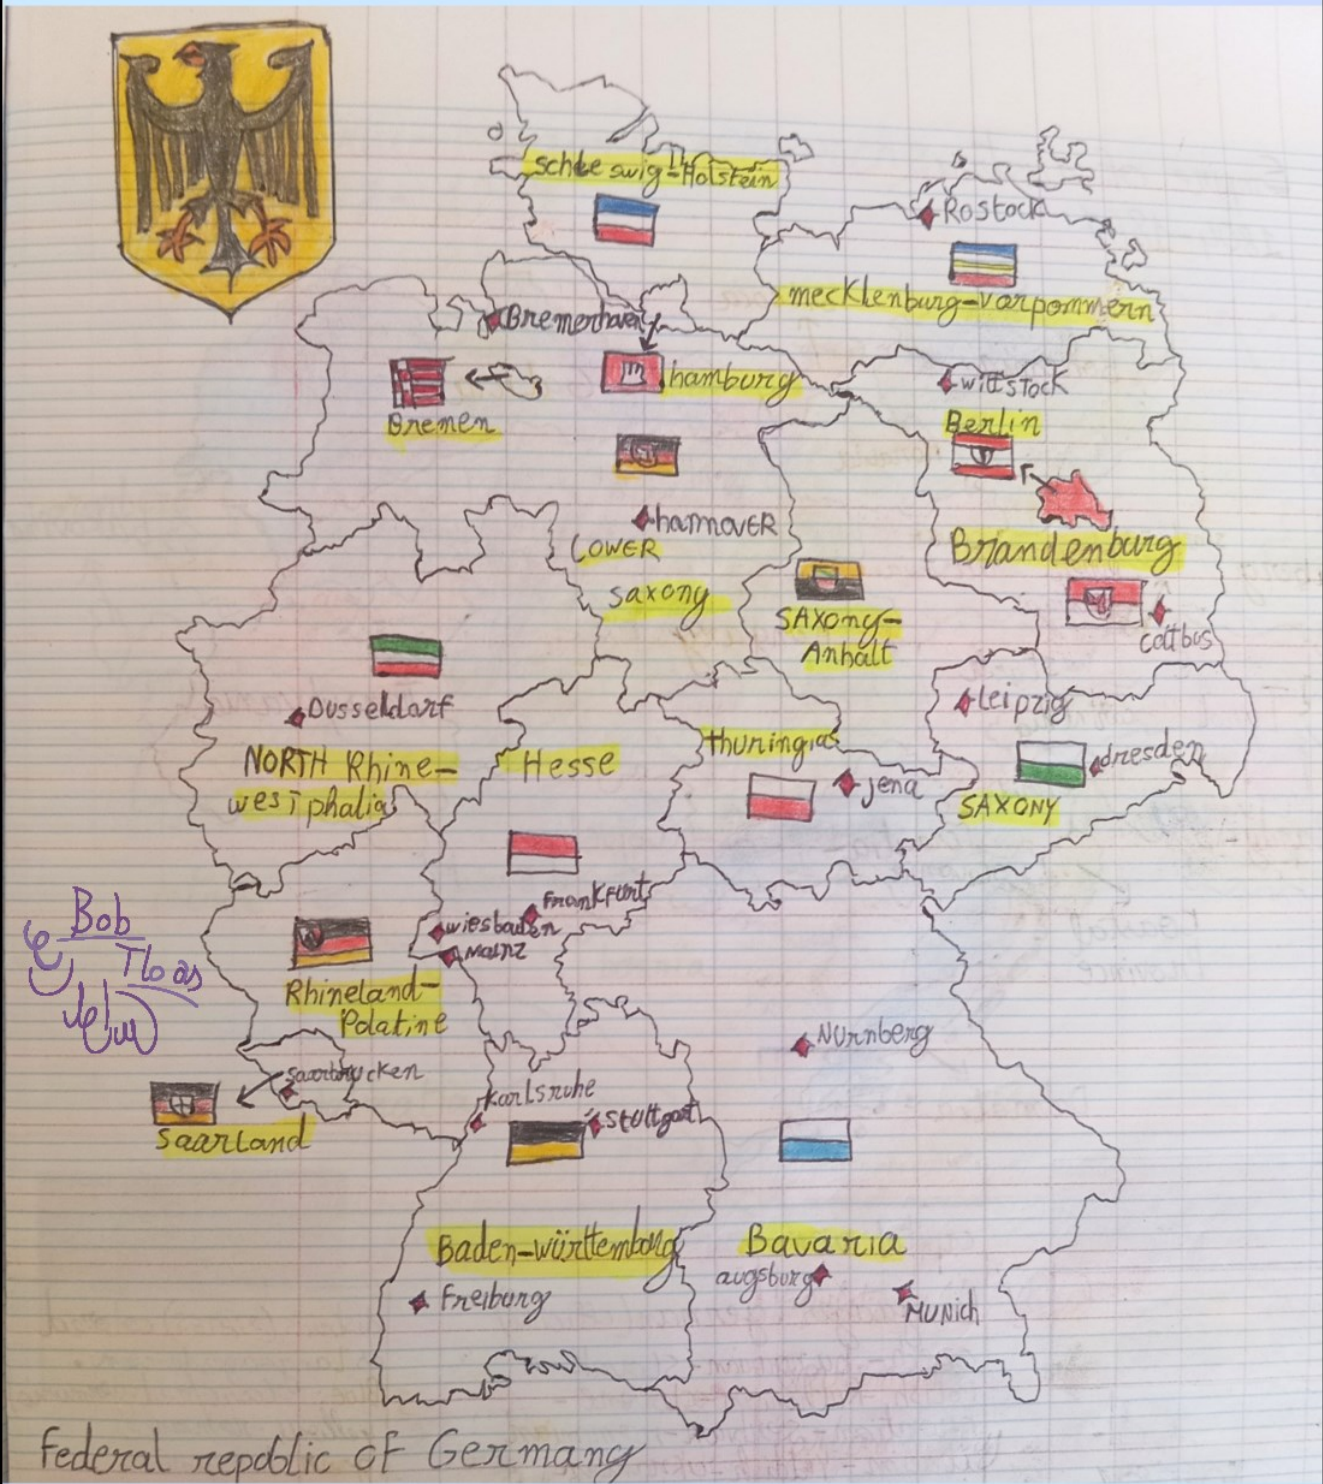 schleswig-Holstein
Rostock
mecklenburg-vorpommern
Bremerhaven
hamburg
wittstock
Bremen
Berlin
hannover
LOWER
saxony
Brandenburg
SAXony-
Anhalt
cottbus
Leipzig
Dusseldorf
thuringia
dresden
NORTH Rhine-
westphalia
Hesse
jena
SAXONY
Frankfurt
wiesbaden
Mainz
Bob
Rhineland-
Polatine
Nurnberg
saarbrucken
Karlsruhe
Stuttgart
saarland
Baden-württemborg
Bavaria
augsburg
Freiburg
Munich
Federal repoblic of Germany